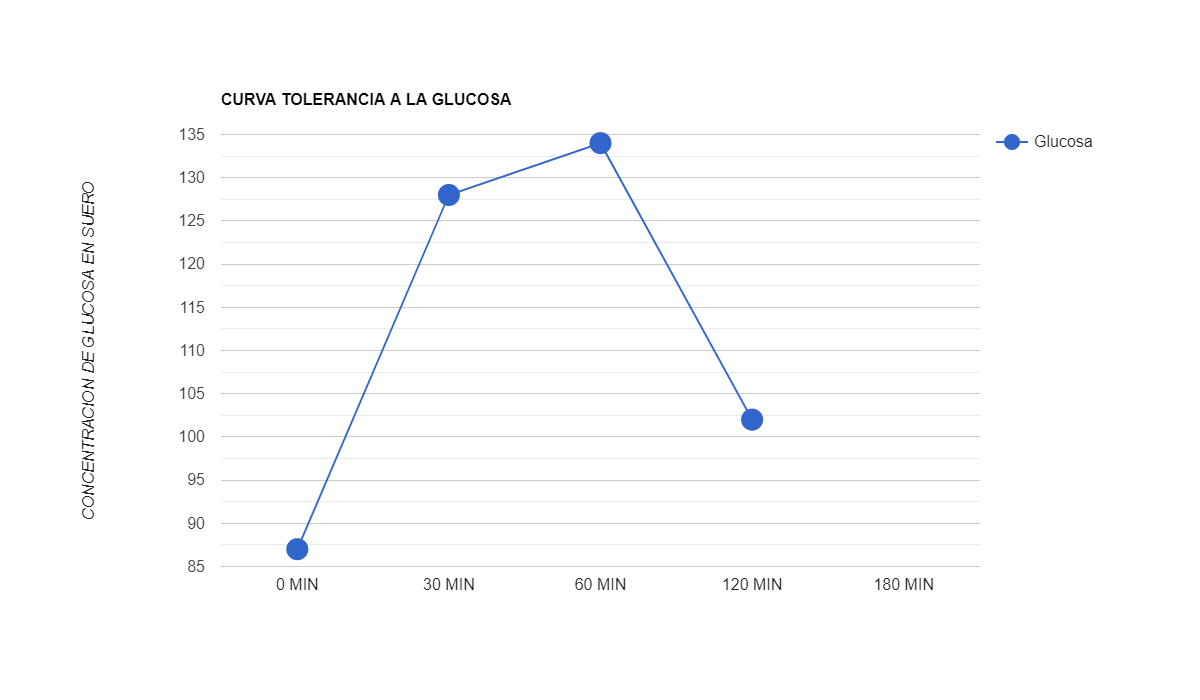 CURVA TOLERANCIA A LA GLUCOSA
135
130
125
120
115
110
105
100
95
90
85
CONCENTRACION DE GLUCOSA EN SUERO
0 MIN
30 MIN
60 MIN
120 MIN
180 MIN
Glucosa